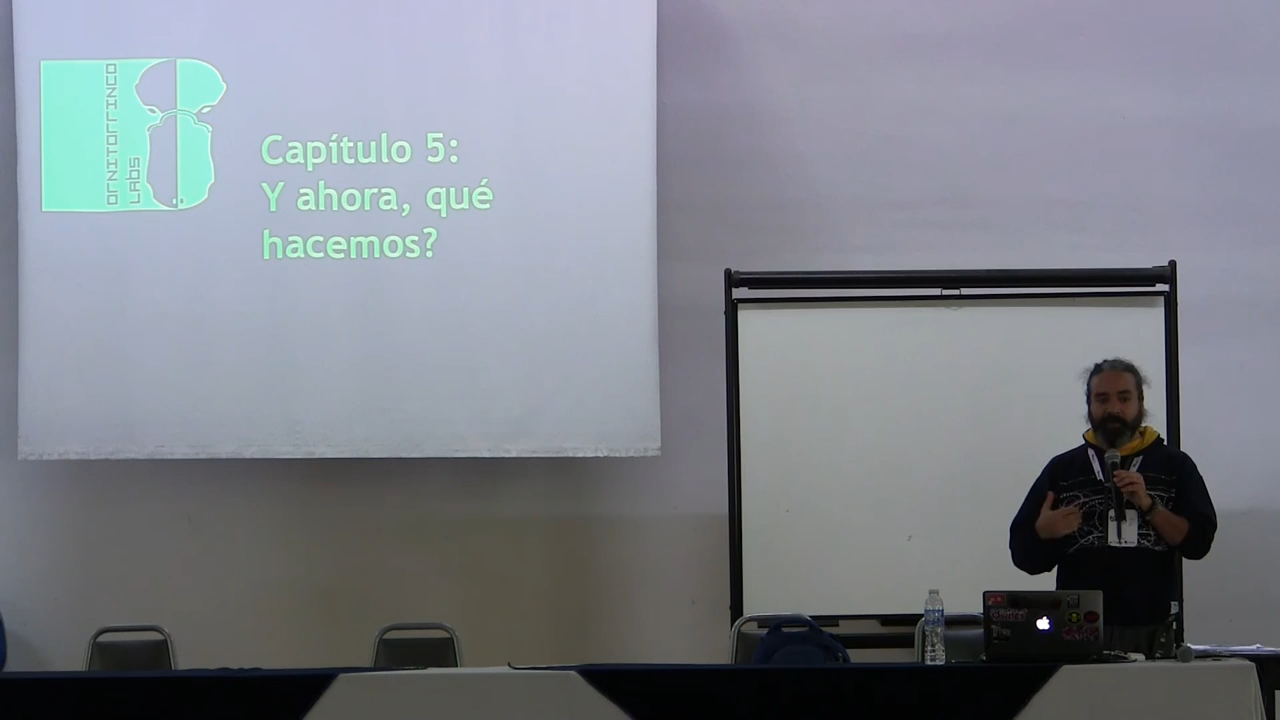 ORNITORRINCO
LABS
Capítulo 5:
Y ahora, qué
hacemos?